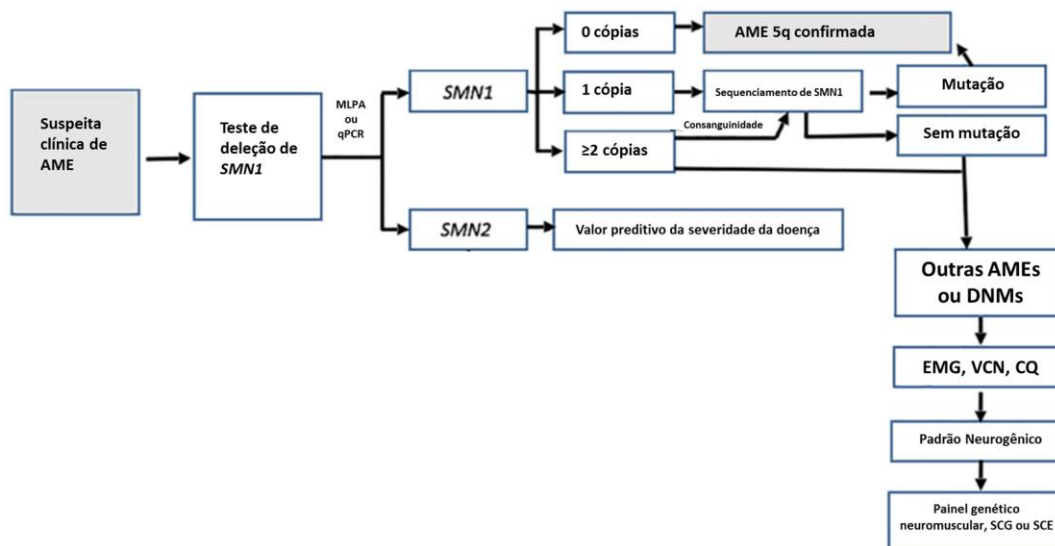 Suspeita
clínica de
AME
Teste de
deleção de
SMN1
MLPA
ou
qPCR
SMN1
0 cópias
AME 5q confirmada
1 cópia
Sequenciamento de SMN1
Mutação
Consanguinidade
≥2 cópias
Sem mutação
SMN2
Valor preditivo da severidade da doença
Outras AMEs
ou DNMs
EMG, VCN, CQ
Padrão Neurogênico
Painel genético
neuromuscular, SCG ou SCE